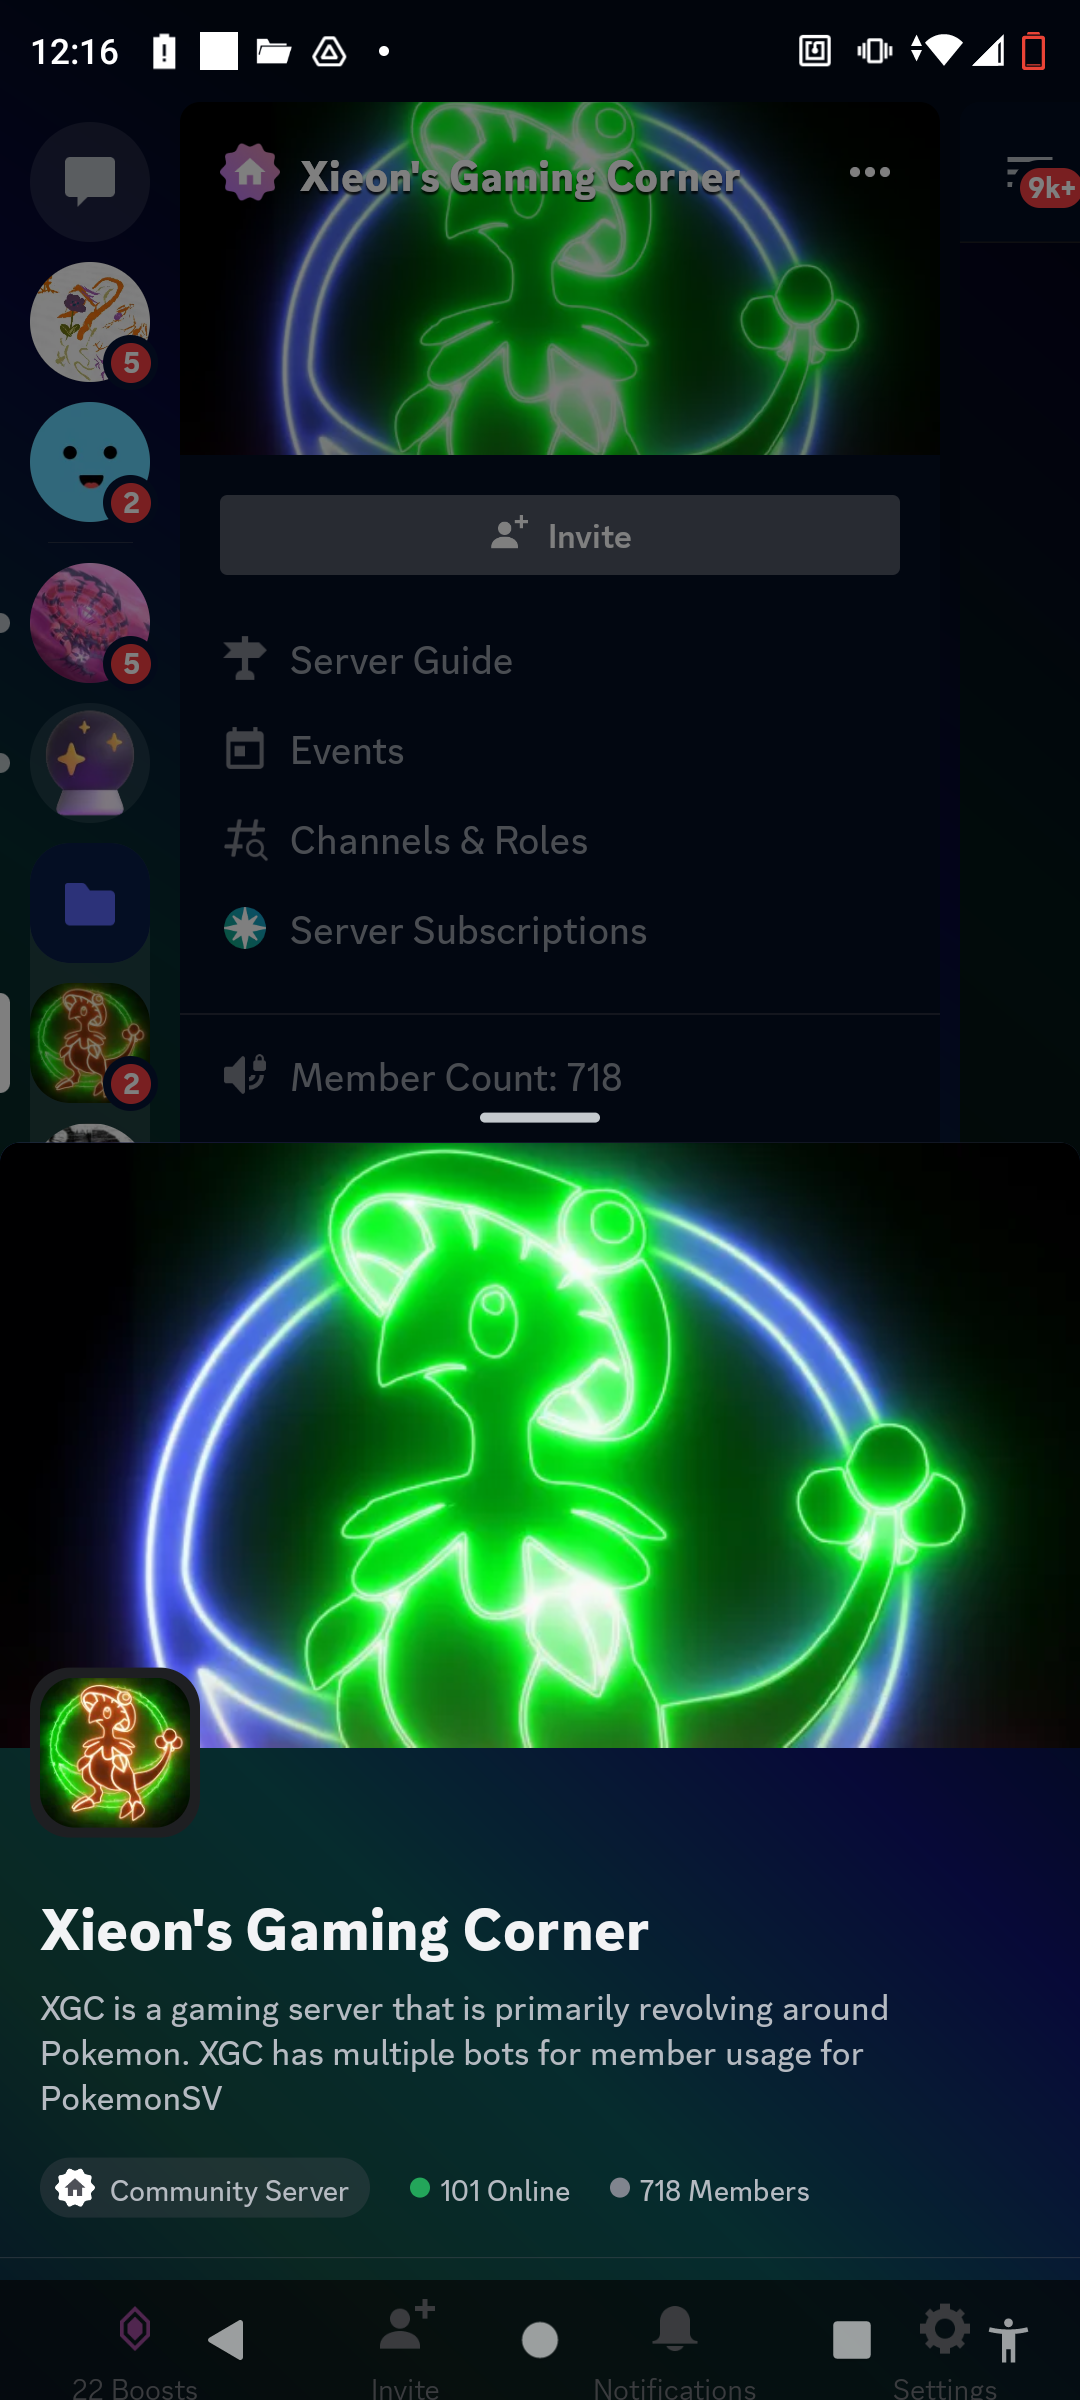 12:16
9k+
Xieon's Gaming Corner
5
2
Invite
5
Server Guide
Events
Channels & Roles
Server Subscriptions
2
Member Count: 718
Xieon's Gaming Corner
XGC is a gaming server that is primarily revolving around
Pokemon. XGC has multiple bots for member usage for
PokemonSV
Community Server
101 Online
718 Members
22 Boosts
Invite
Notifications
Settings